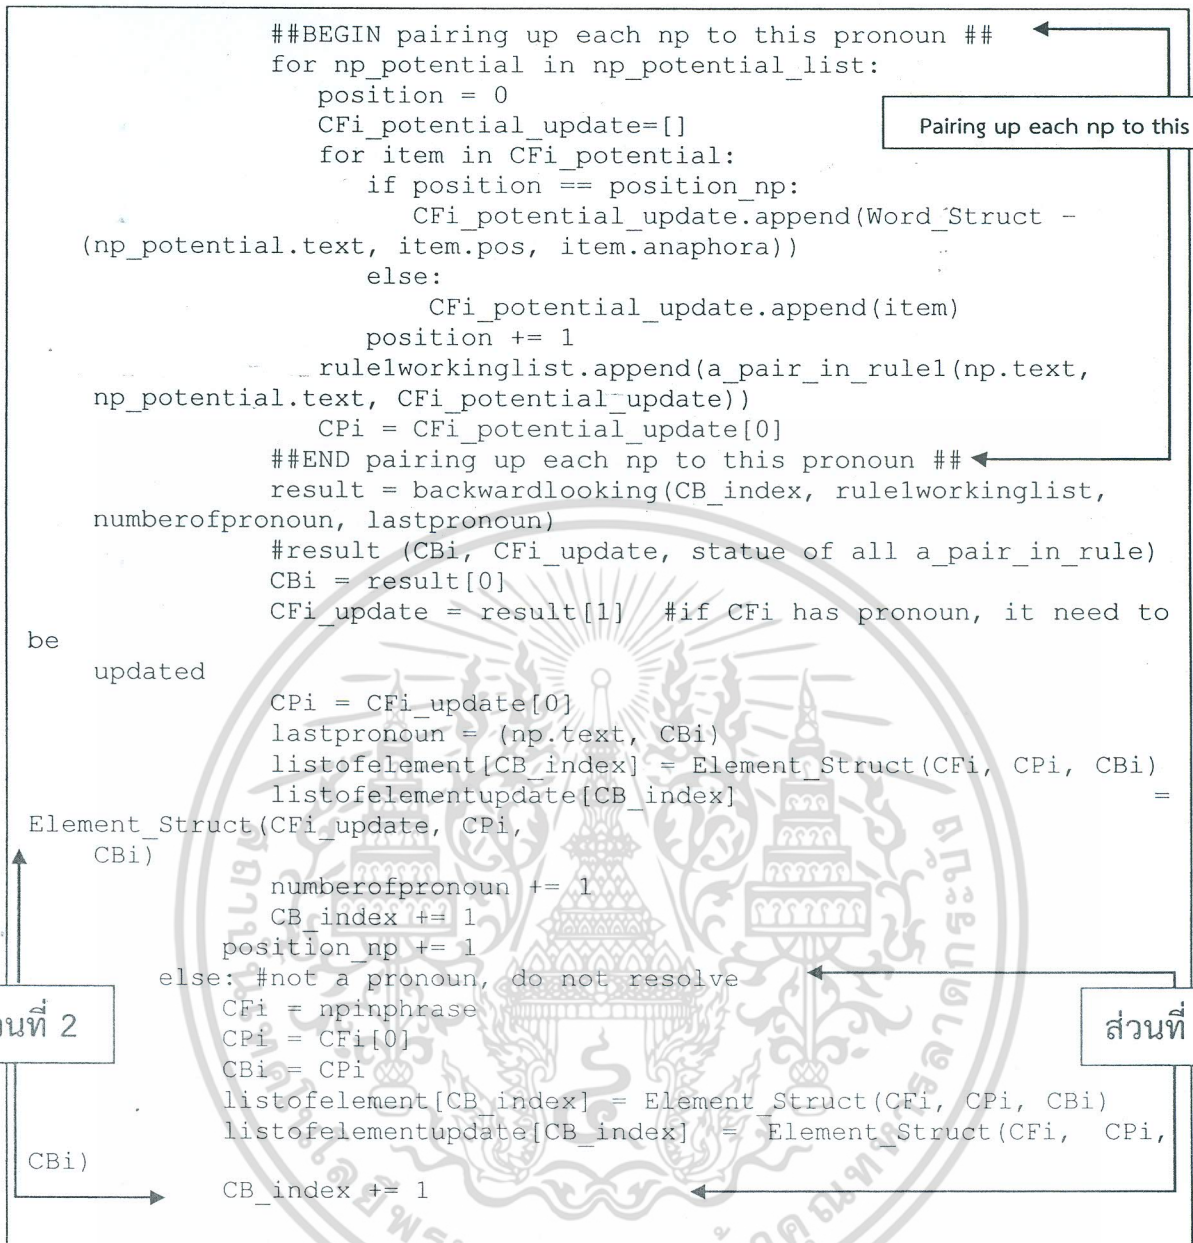 ##BEGIN pairing up each np to this pronoun ##
for np_potential in np_potential_list:
position = 0
CFi_potential_update=[]
Pairing up each np to this
for item in CFi_potential:
if position == position_np:
CFi_potential_update.append(Word_Struct -
(np_potential.text, item.pos, item.anaphora))
else:
CFi_potential_update.append(item)
position += 1
rule1workinglist.append(a_pair_in_rule1(np.text,
np_potential.text, CFi_potential_update))
CPi = CFi_potential_update[0]
##END pairing up each np to this pronoun ##
result = backwardlooking(CB_index, rule1workinglist,
numberofpronoun, lastpronoun)
#result (CBi, CFi_update, statue of all a_pair_in_rule)
CBi = result[0]
CFi_update = result[1] #if CFi has pronoun, it need to
be
updated
CPi = CFi_update[0]
lastpronoun = (np.text, CBi)
listofelement[CB_index] = Element_Struct(CFi, CPi, CBi)
listofelementupdate[CB_index] =
Element_Struct(CFi_update, CPi,
CBi)
numberofpronoun += 1
CB_index += 1
position_np += 1
else: #not a pronoun, do not resolve
CFi = npinphrase
นที่ 2
ส่วนที่
CPi = CFi[0]
CBi = CPi
listofelement[CB_index] = Element_Struct(CFi, CPi, CBi)
listofelementupdate[CB_index] = Element_Struct(CFi, CPi,
CBi)
CB_index += 1